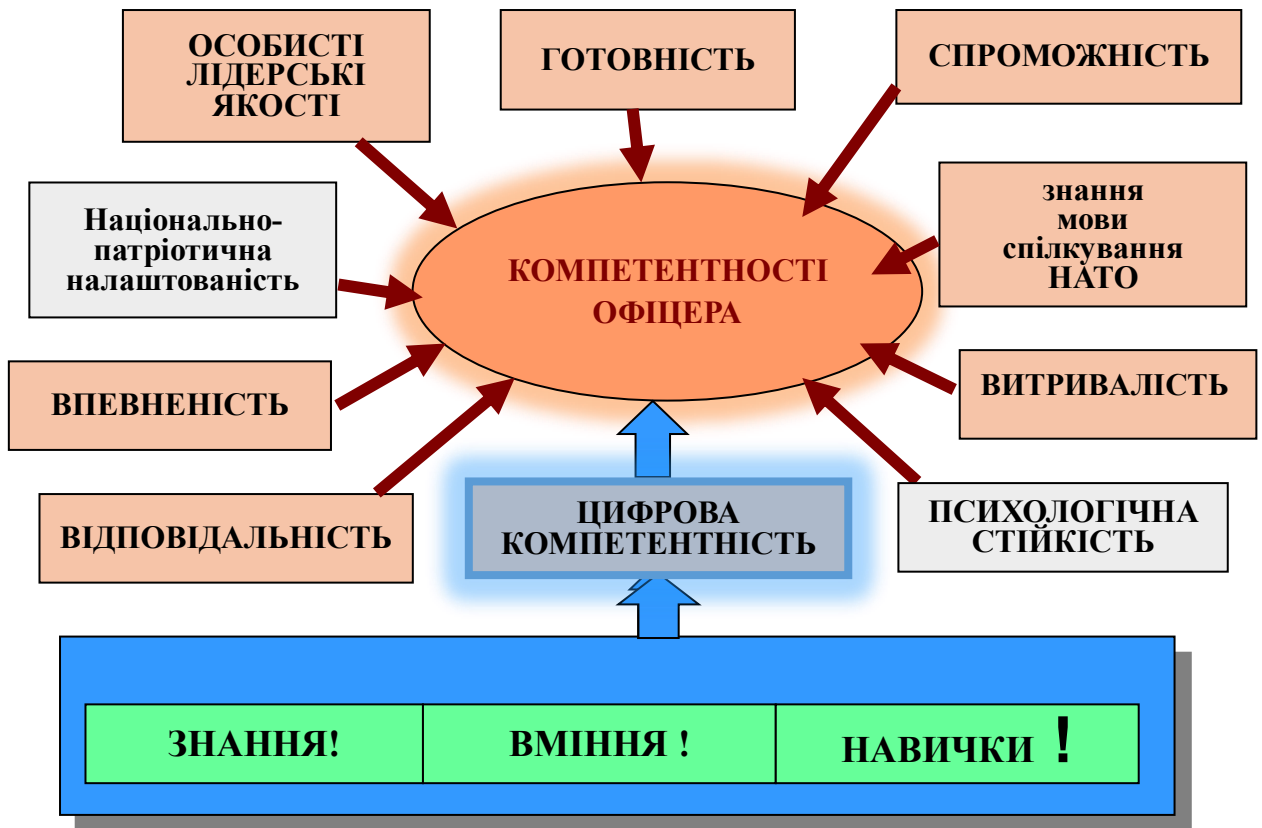 ОСОБИСТІ
ЛІДЕРСЬКІ
ЯКОСТІ
ГОТОВНІСТЬ
СПРОМОЖНІСТЬ
Національно-
патріотична
налаштованість
знання
мови
спілкування
НАТО
КОМПЕТЕНТНОСТІ
ОФІЦЕРА
ВПЕВНЕНІСТЬ
ВИТРИВАЛІСТЬ
ВІДПОВІДАЛЬНІСТЬ
ЦИФРОВА
КОМПЕТЕНТНІСТЬ
ПСИХОЛОГІЧНА
СТІЙКІСТЬ
ЗНАННЯ!
ВМІННЯ !
НАВИЧКИ !